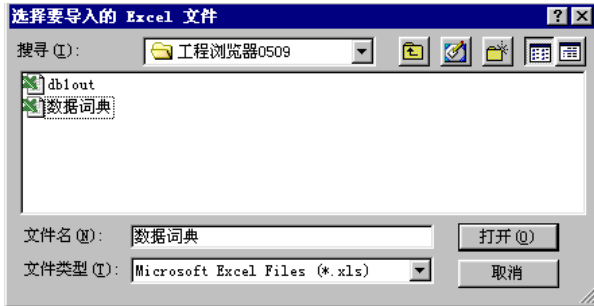 选择要导入的 Excel 文件
搜寻(I): 工程浏览器0509
db1out
数据词典
文件名(N): 数据词典 打开(O)
文件类型(T): Microsoft Excel Files (*.xls) 取消